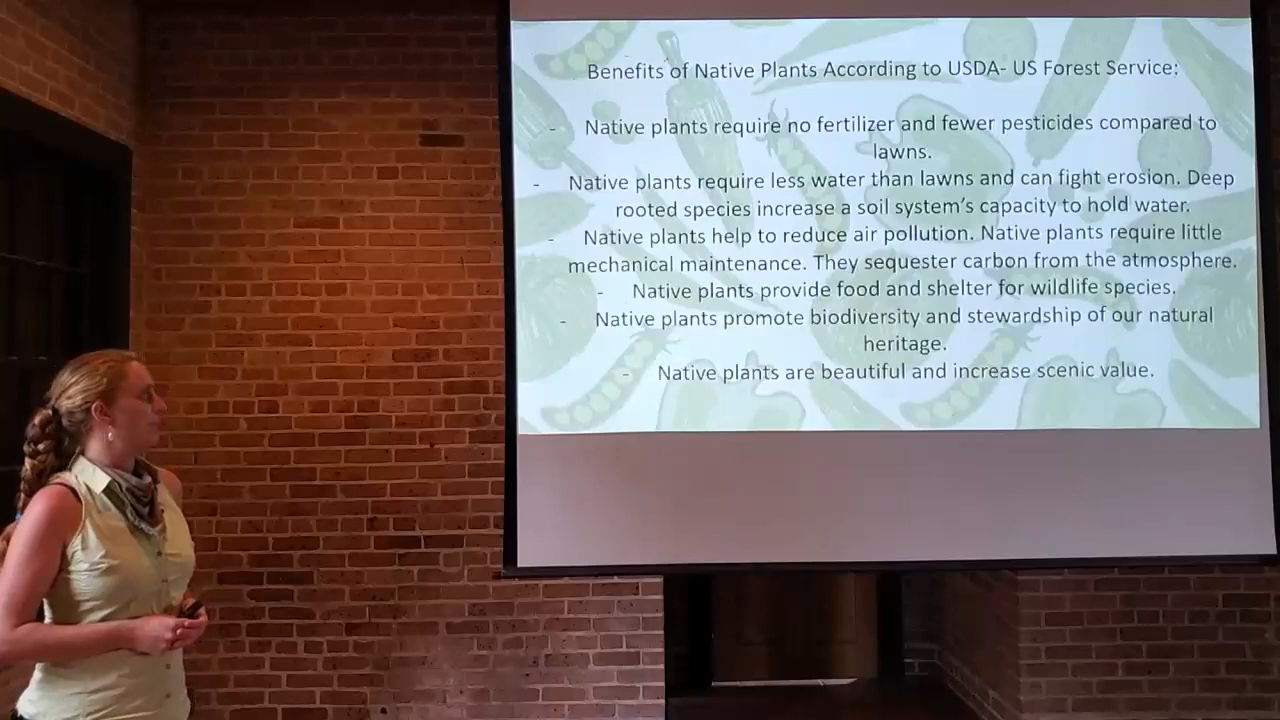 Benefits of Native Plants According to USDA- US Forest Service:
- Native plants require no fertilizer and fewer pesticides compared to
lawns.
- Native plants require less water than lawns and can fight erosion. Deep
rooted species increase a soil system's capacity to hold water.
- Native plants help to reduce air pollution. Native plants require little
mechanical maintenance. They sequester carbon from the atmosphere.
- Native plants provide food and shelter for wildlife species.
- Native plants promote biodiversity and stewardship of our natural
heritage.
- Native plants are beautiful and increase scenic value.